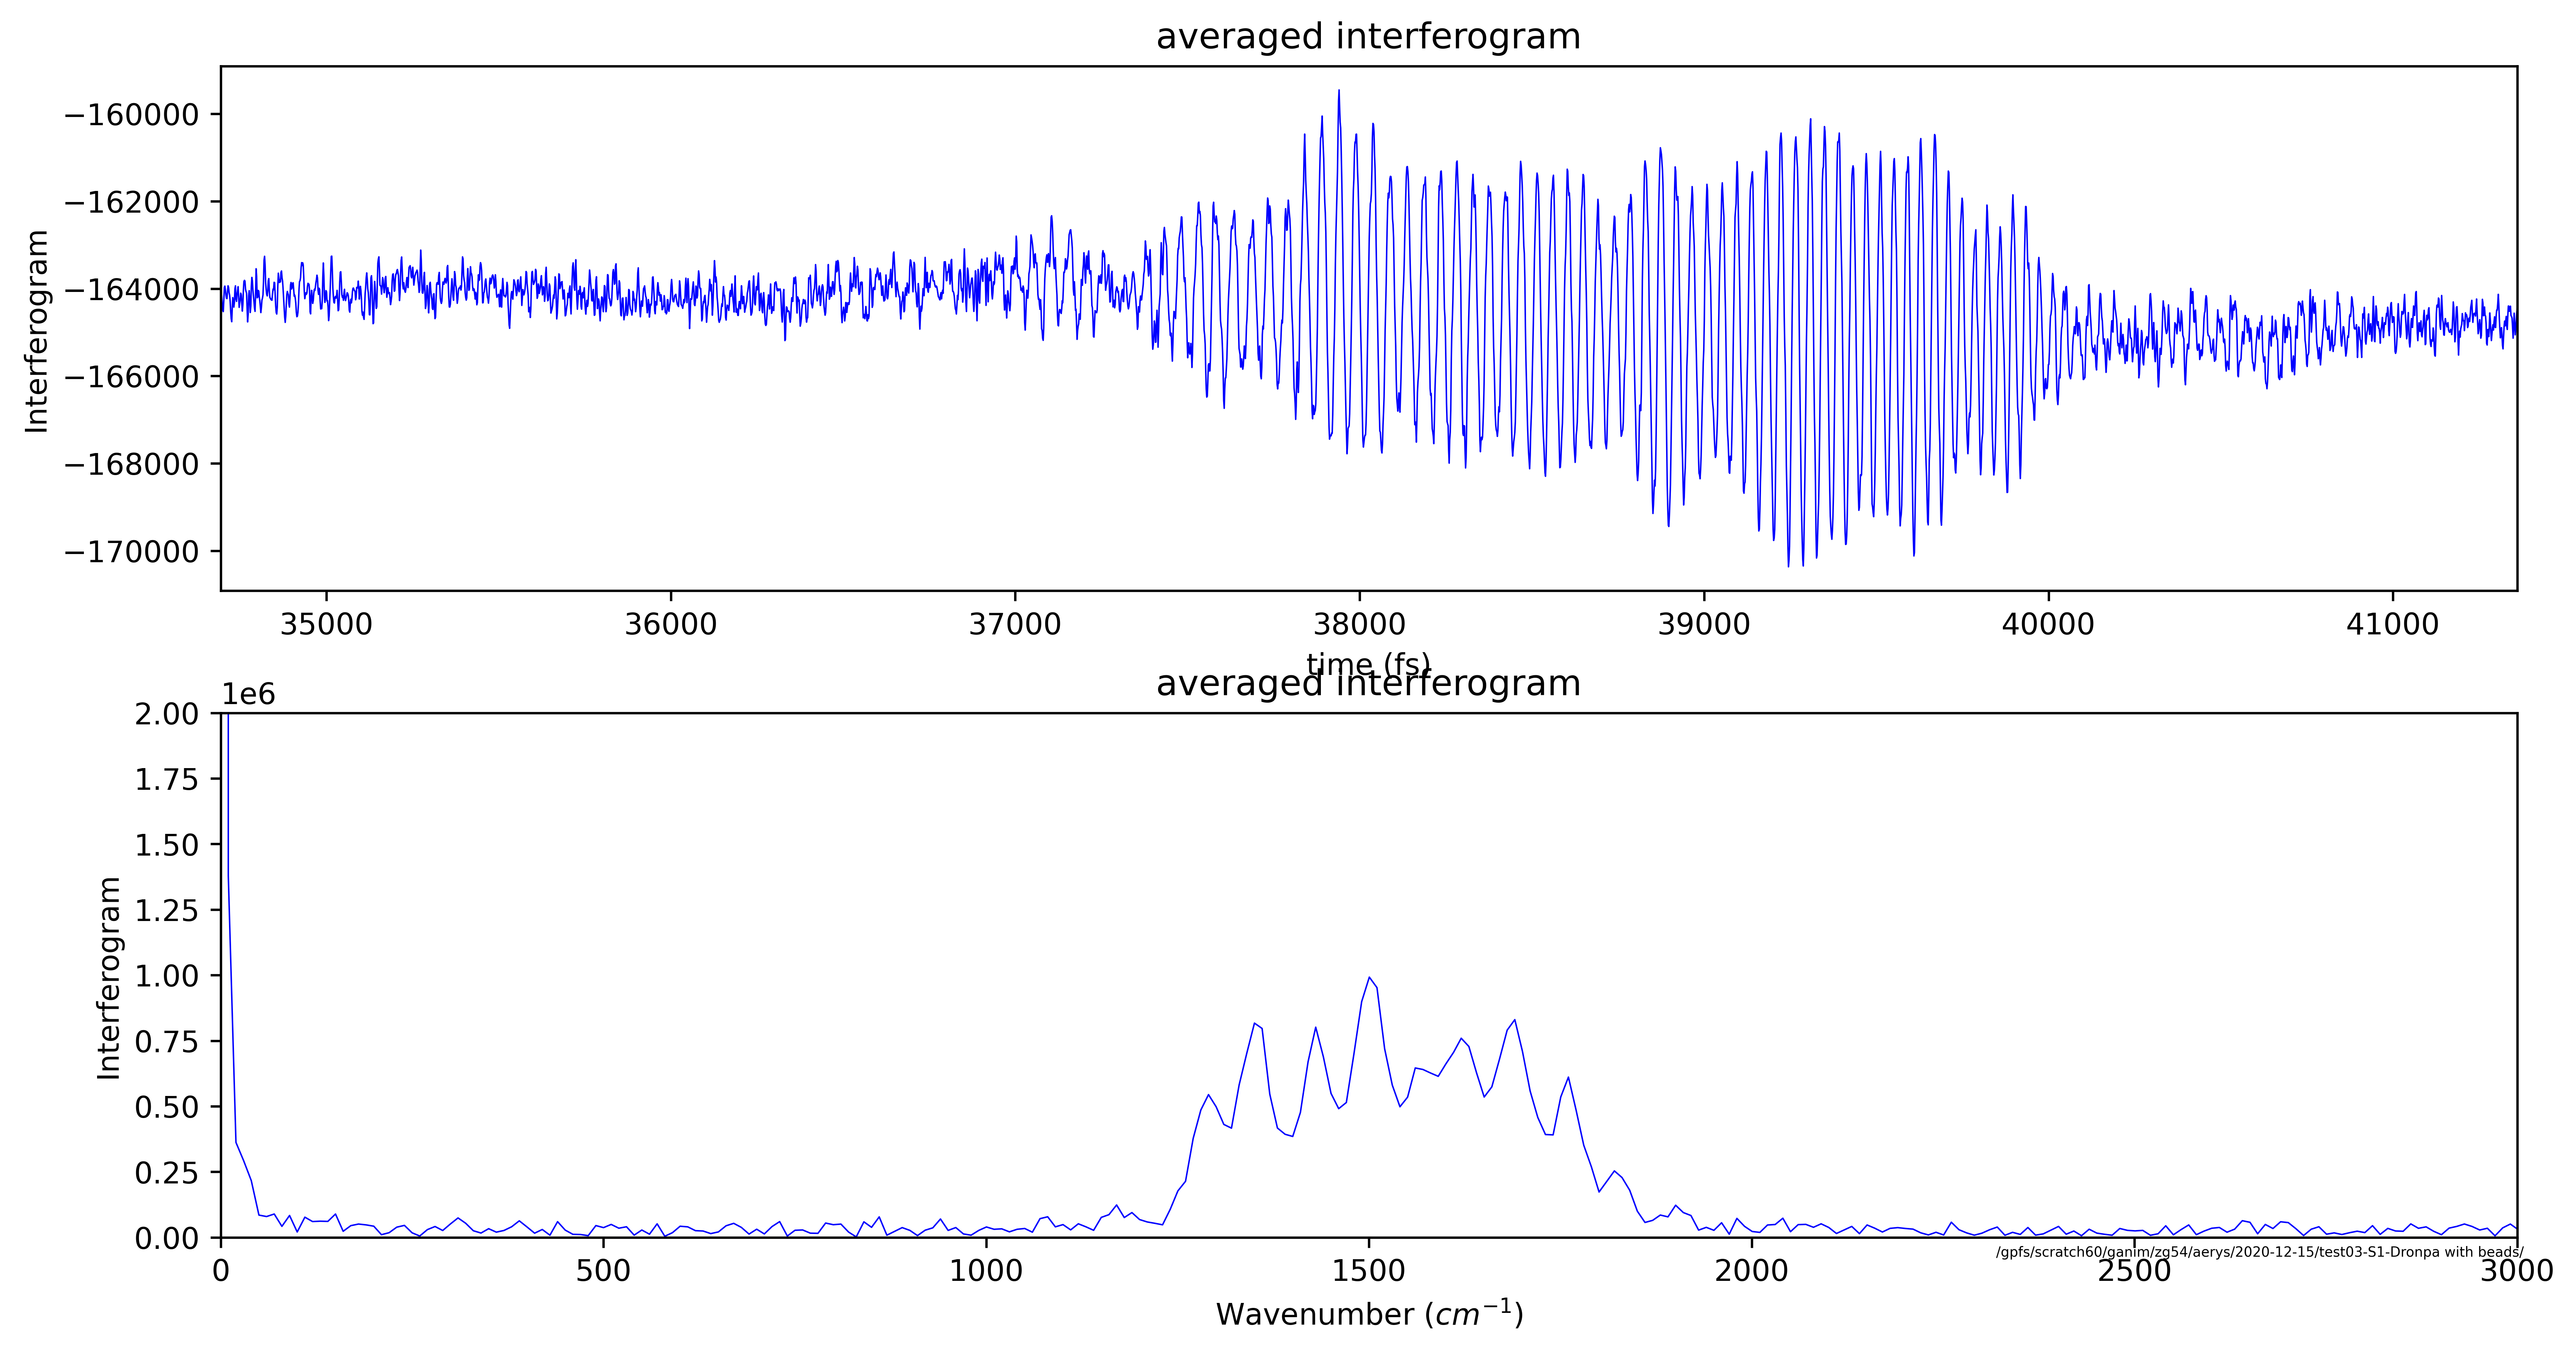 averaged interferogram
Interferogram
−160000
−162000
−164000
−166000
−168000
−170000
35000 36000 37000 38000 39000 40000 41000
time (fs)
averaged interferogram
1e6
Interferogram
2.00
1.75
1.50
1.25
1.00
0.75
0.50
0.25
0.00
/gpfs/scratch60/ganim/zg54/aerys/2020-12-15/test03-S1-Dronpa with beads/
0 500 1000 1500 2000 2500 3000
Wavenumber (cm⁻¹)